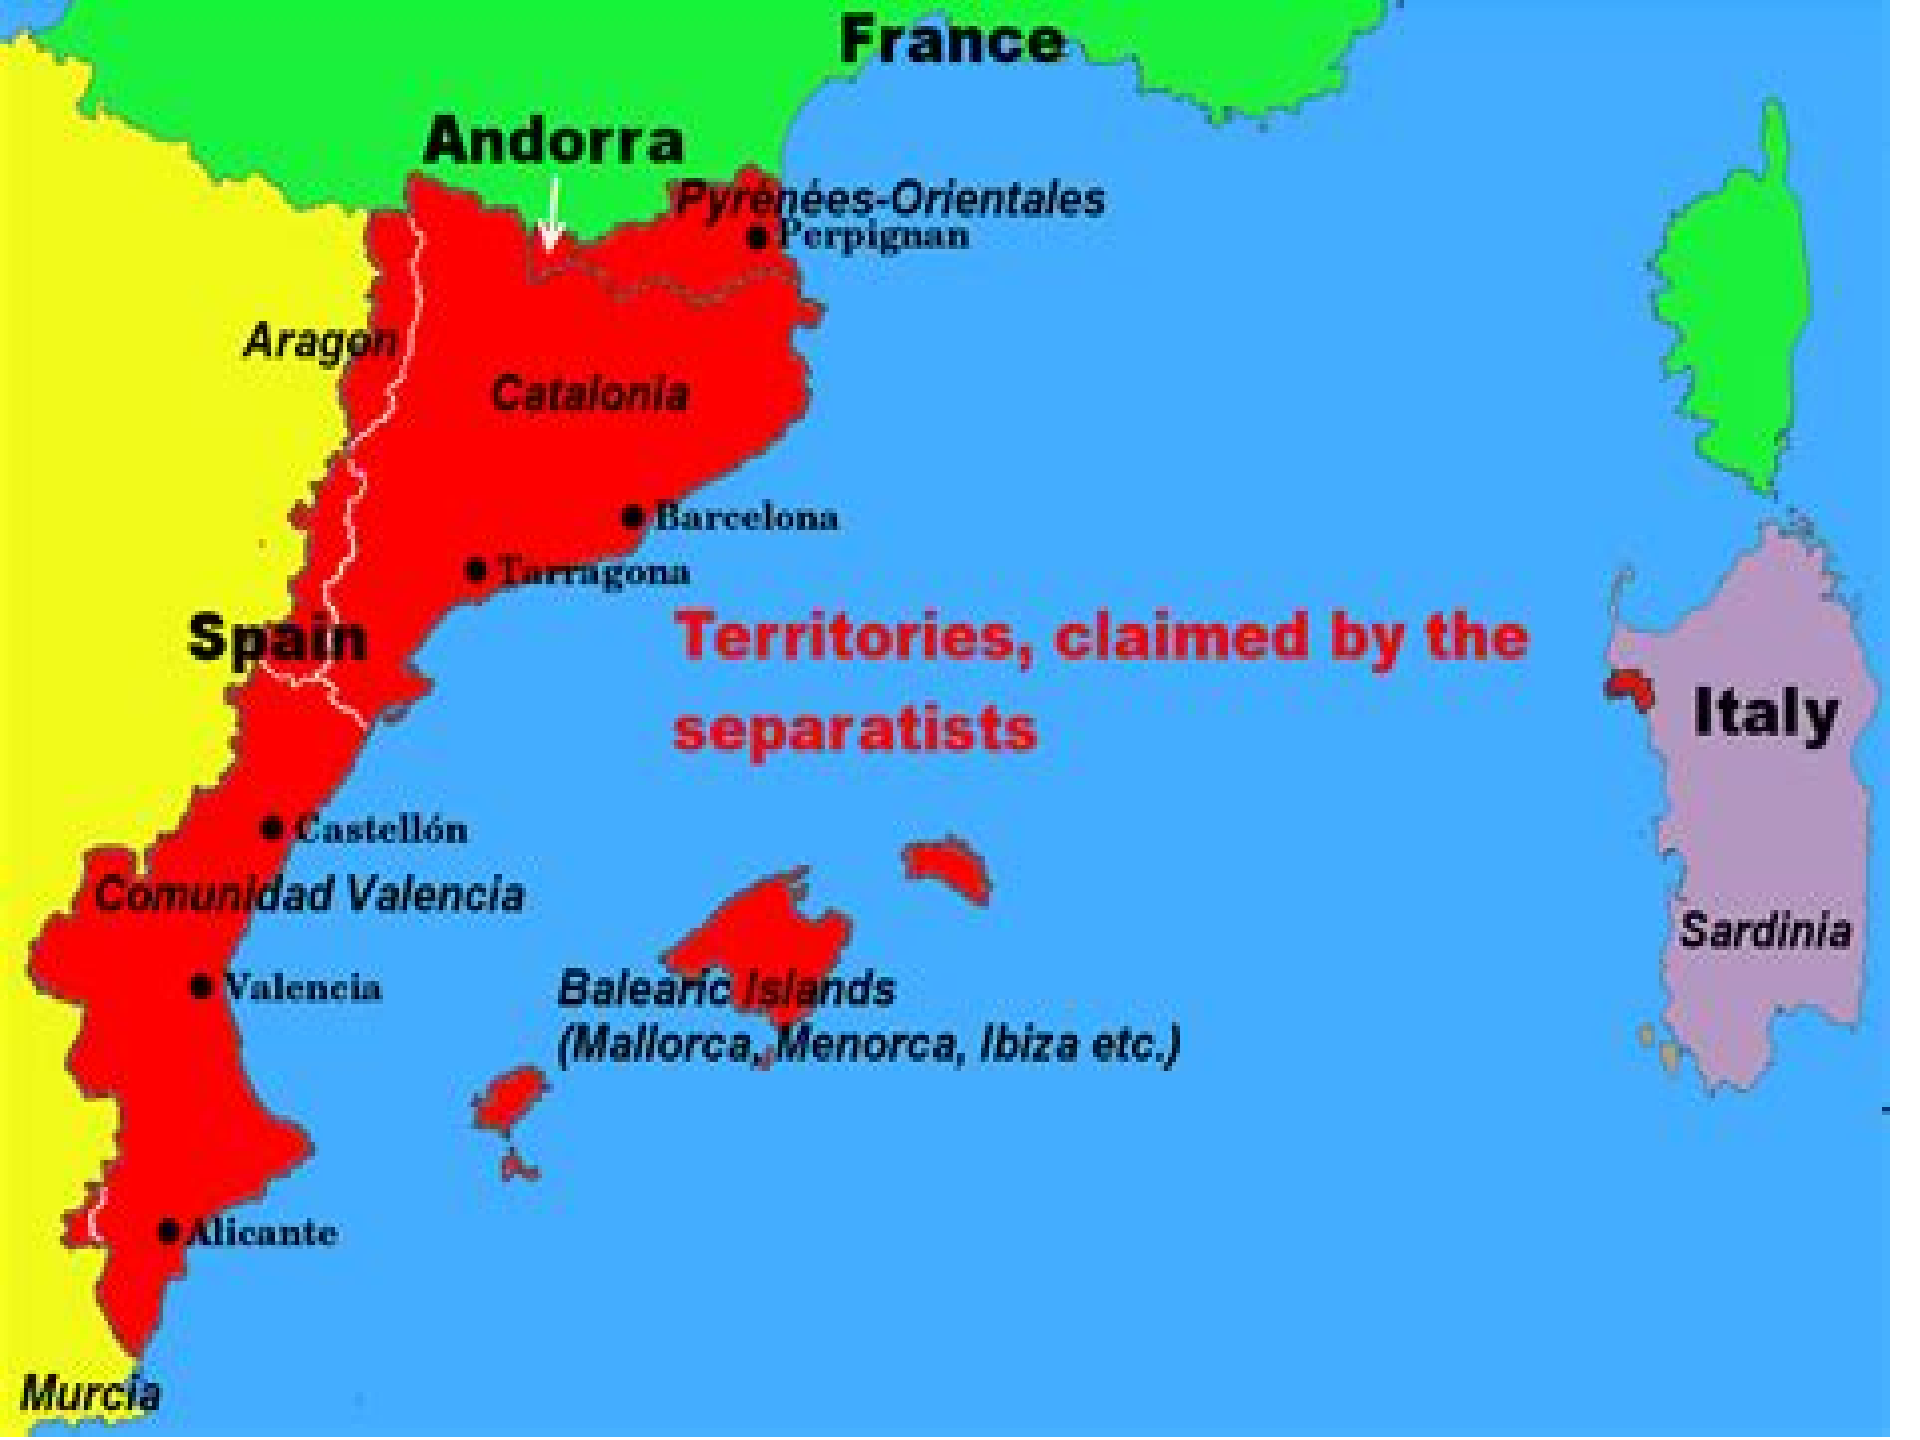 France
Andorra
Pyrénées-Orientales
Perpignan
Aragon
Catalonia
Barcelona
Tarragona
Spain
Territories, claimed by the
separatists
Italy
Castellón
Comunidad Valencia
Sardinia
Valencia
Balearic Islands
(Mallorca, Menorca, Ibiza etc.)
Alicante
Murcia